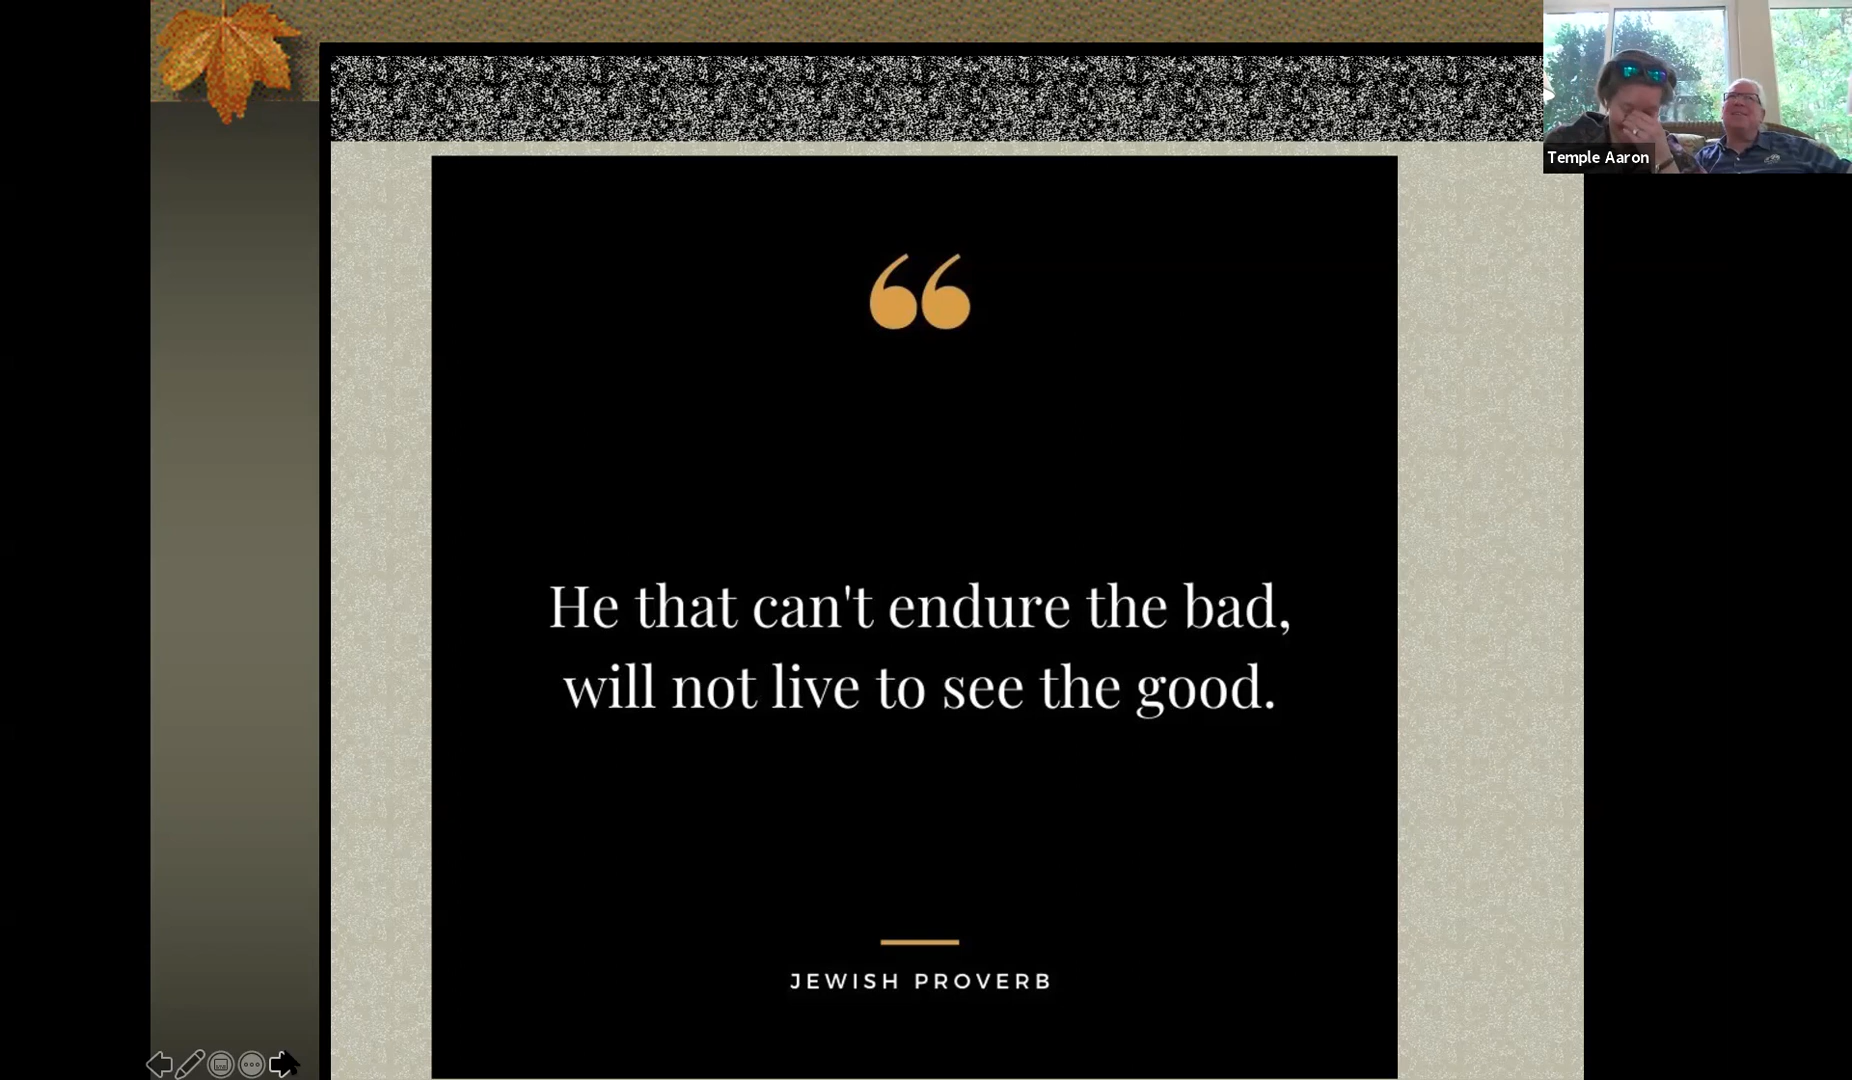 Temple Aaron
He that can't endure the bad,
will not live to see the good.
JEWISH PROVERB